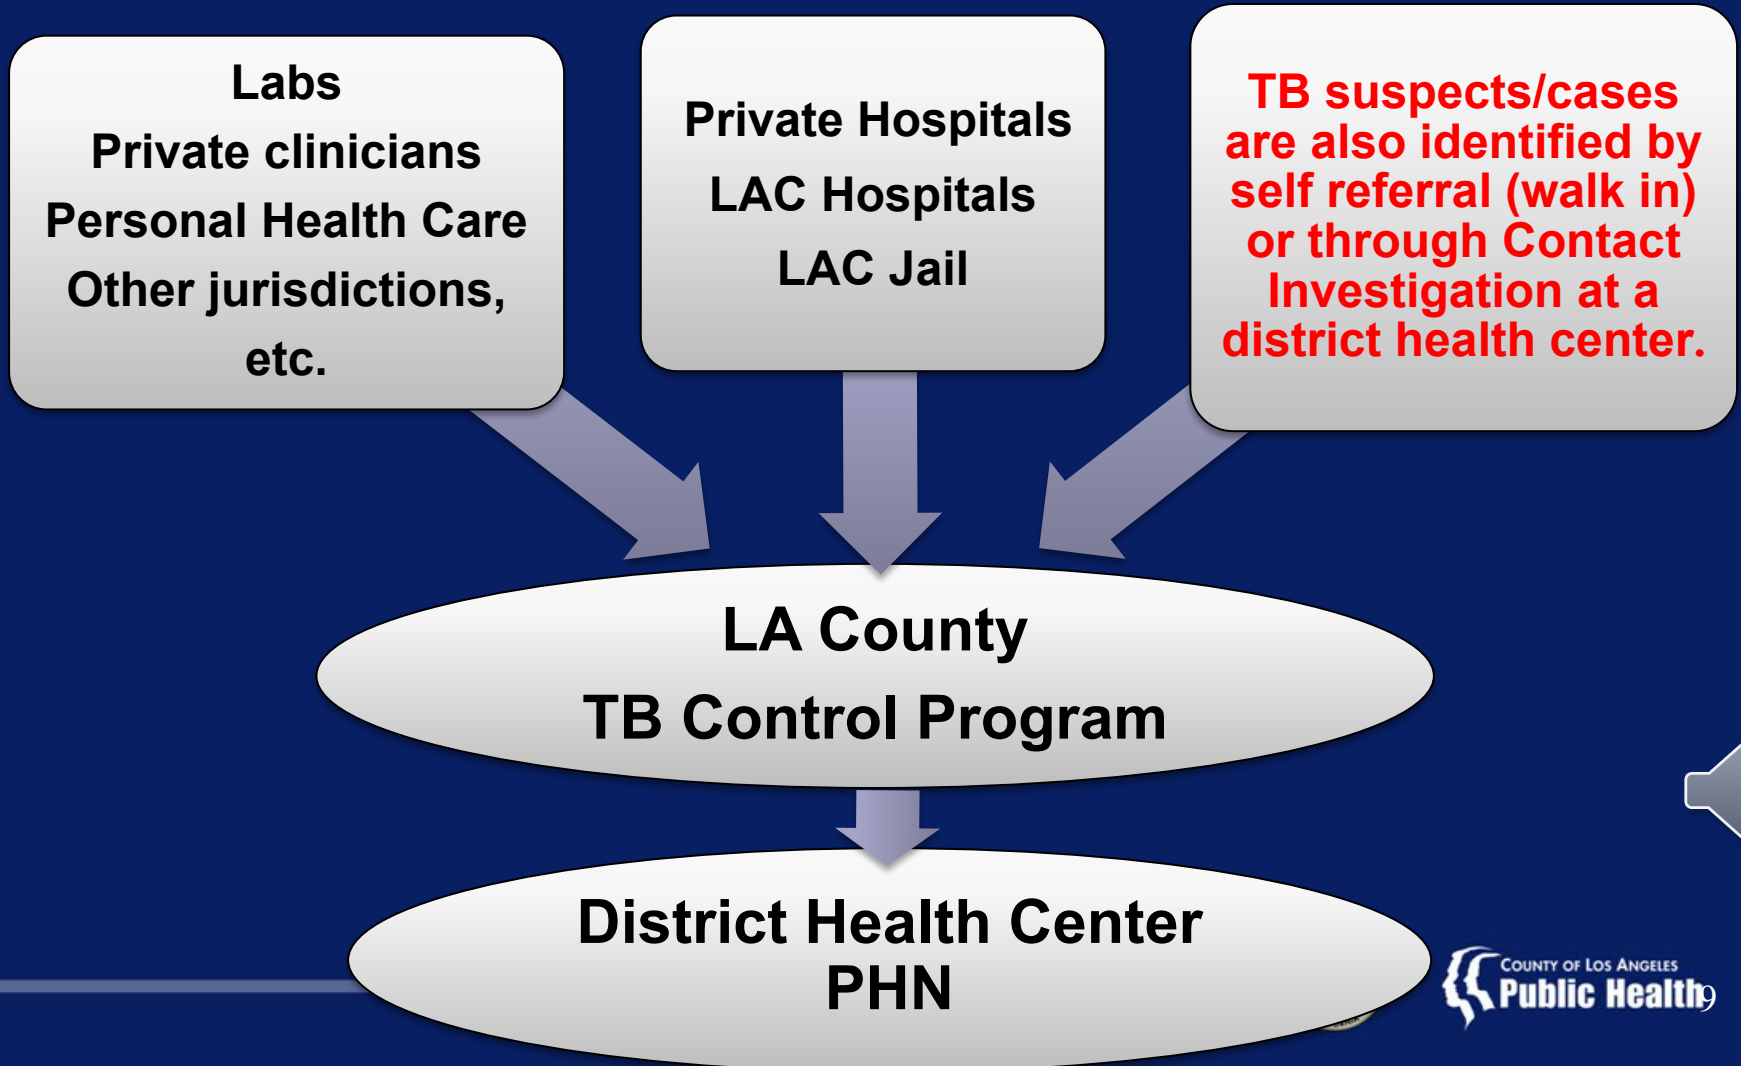 Labs
Private clinicians
Personal Health Care
Other jurisdictions,
etc.
Private Hospitals
LAC Hospitals
LAC Jail
TB suspects/cases
are also identified by
self referral (walk in)
or through Contact
Investigation at a
district health center.
LA County
TB Control Program
District Health Center
PHN
County of Los Angeles
Public Health
9